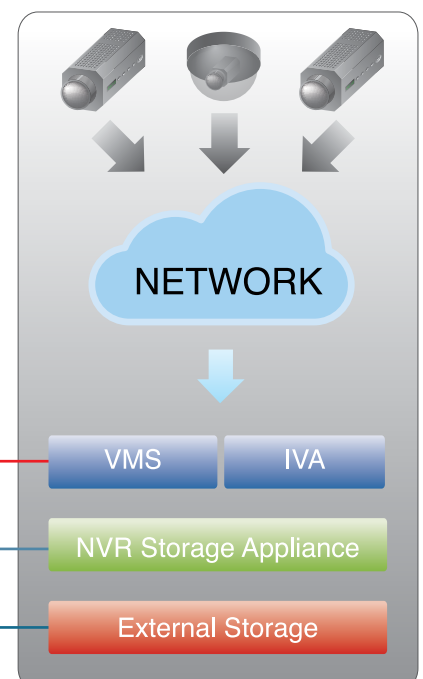 NETWORK
VMS
IVA
NVR Storage Appliance
External Storage